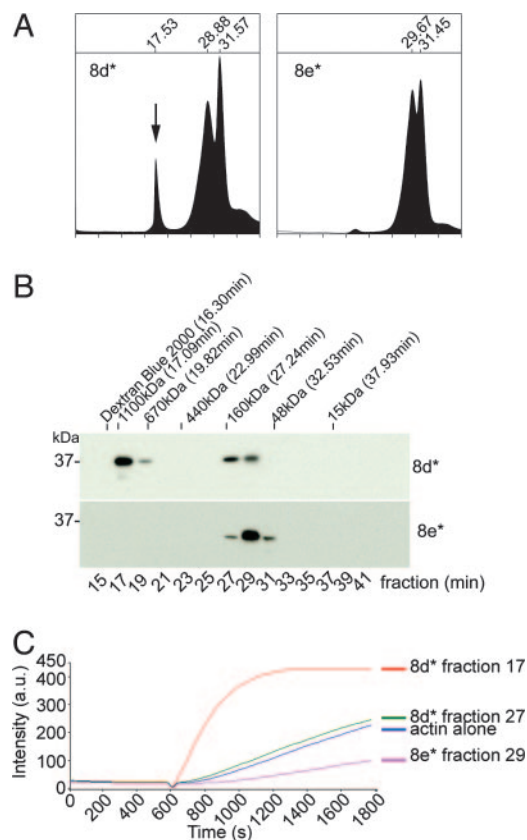 A
17.53
28.88
31.57
8d*
29.67
31.45
8e*
B
Dextran Blue 2000 (16.30min)
1100kDa (17.09min)
670kDa (19.82min)
440kDa (22.99min)
160kDa (27.24min)
48kDa (32.53min)
15kDa (37.93min)
kDa
37
8d*
37
8e*
15 17 19 21 23 25 27 29 31 33 35 37 39 41 fraction (min)
C
Intensity (a.u.)
450
400
300
200
100
0
8d* fraction 17
8d* fraction 27
actin alone
8e* fraction 29
0 200 400 600 800 1000 1200 1400 1600 1800
Time (s)